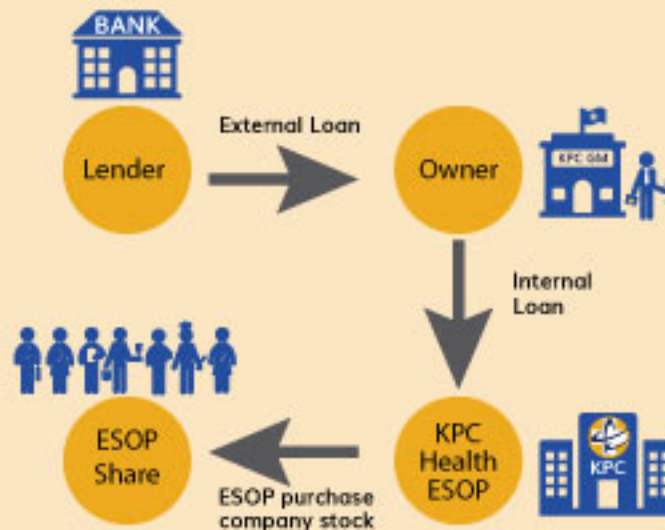 BANK
Lender
External Loan
Owner
KPC GM
Internal
Loan
ESOP
Share
ESOP purchase
company stock
KPC
Health
ESOP
KPC